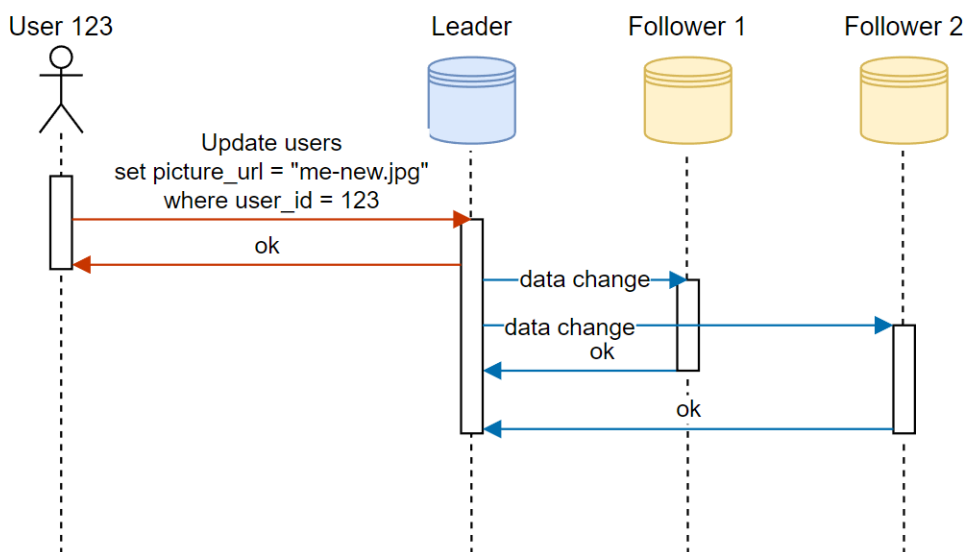 User 123
Leader
Follower 1
Follower 2
Update users
set picture_url = "me-new.jpg"
where user_id = 123
ok
data change
data change
ok
ok